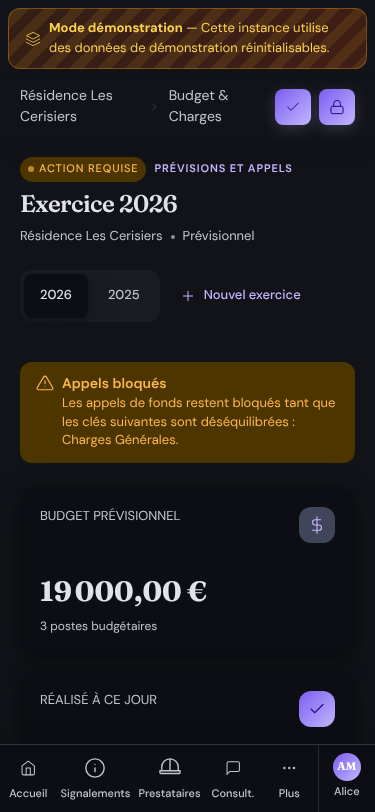 Mode démonstration — Cette instance utilise
des données de démonstration réinitialisables.
Résidence Les
Cerisiers
Budget &
Charges
ACTION REQUISE
PRÉVISIONS ET APPELS
Exercice 2026
Résidence Les Cerisiers • Prévisionnel
2026
2025
+ Nouvel exercice
Appels bloqués
Les appels de fonds restent bloqués tant que
les clés suivantes sont déséquilibrées :
Charges Générales.
BUDGET PRÉVISIONNEL
$
19 000,00 €
3 postes budgétaires
RÉALISÉ À CE JOUR
AM
Accueil
Signalements
Prestataires
Consult.
Plus
Alice